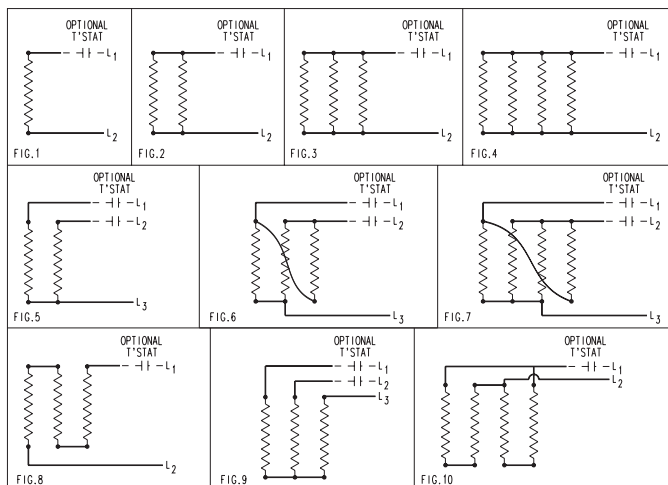 OPTIONAL
T'STAT
L1
L2
FIG.1
OPTIONAL
T'STAT
L1
L2
FIG.2
OPTIONAL
T'STAT
L1
L2
FIG.3
OPTIONAL
T'STAT
L1
L2
FIG.4
OPTIONAL
T'STAT
L1
L2
L3
FIG.5
OPTIONAL
T'STAT
L1
L2
L3
FIG.6
OPTIONAL
T'STAT
L1
L2
L3
FIG.7
OPTIONAL
T'STAT
L1
L2
FIG.8
OPTIONAL
T'STAT
L1
L2
L3
FIG.9
OPTIONAL
T'STAT
L1
L2
FIG.10